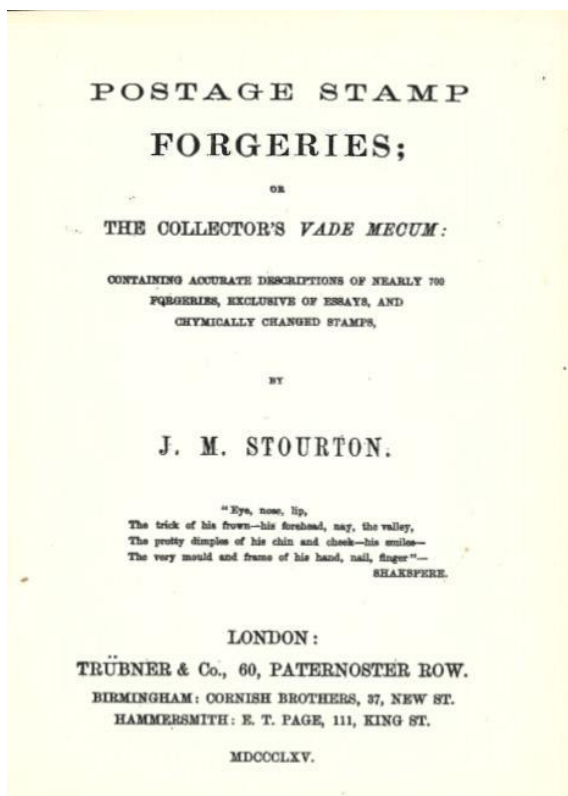 POSTAGE STAMP
FORGERIES;
OR
THE COLLECTOR'S VADE MECUM:
CONTAINING ACCURATE DESCRIPTIONS OF NEARLY 700
FORGERIES, EXCLUSIVE OF ESSAYS, AND
CHYMICALLY CHANGED STAMPS,
BY
J. M. STOURTON.
"Eye, nose, lip,
The trick of his frown—his forehead, nay, the valley,
The pretty dimples of his chin and cheek—his smiles—
The very mould and frame of his hand, nail, finger"—
SHAKSPERE.
LONDON:
TRÜBNER & Co., 60, PATERNOSTER ROW.
BIRMINGHAM: CORNISH BROTHERS, 37, NEW ST.
HAMMERSMITH: E. T. PAGE, 111, KING ST.
MDCCCLXV.